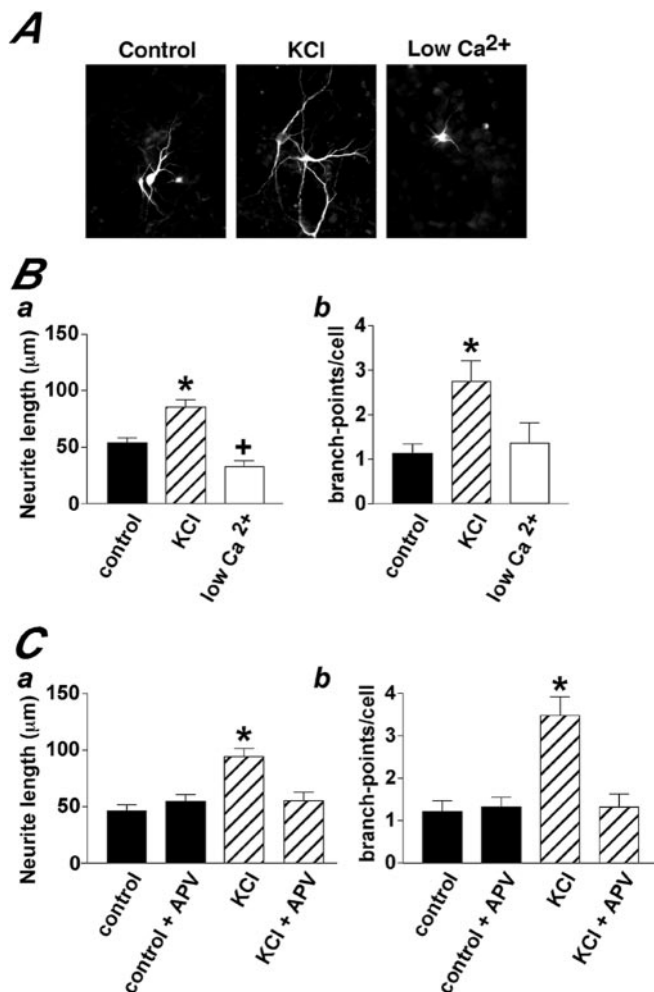 A
Control KCl Low Ca2+
B
a
Neurite length (µm)
150
100
50
0
*
+
control
KCl
low Ca 2+
b
branch-points/cell
4
3
2
1
0
*
control
KCl
low Ca 2+
C
a
Neurite length (µm)
150
100
50
0
*
control
control + APV
KCl
KCl + APV
b
branch-points/cell
4
3
2
1
0
*
control
control + APV
KCl
KCl + APV